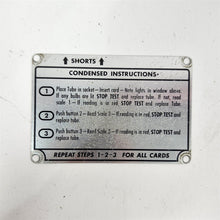 ↑ SHORTS ↑
CONDENSED INSTRUCTIONS
1 Place Tube in socket — Insert card — Note lights in window above.
If any bulbs are lit STOP TEST and replace tube. If not, read
scale 1 — If reading is in red, STOP TEST and replace Tube.
2 Push button 2 — Read Scale 2 — If reading is in red, STOP TEST and
replace tube.
3 Push button 3 — Read Scale 3 — If reading is in red, STOP TEST and
replace tube.
REPEAT STEPS 1-2-3 FOR ALL CARDS